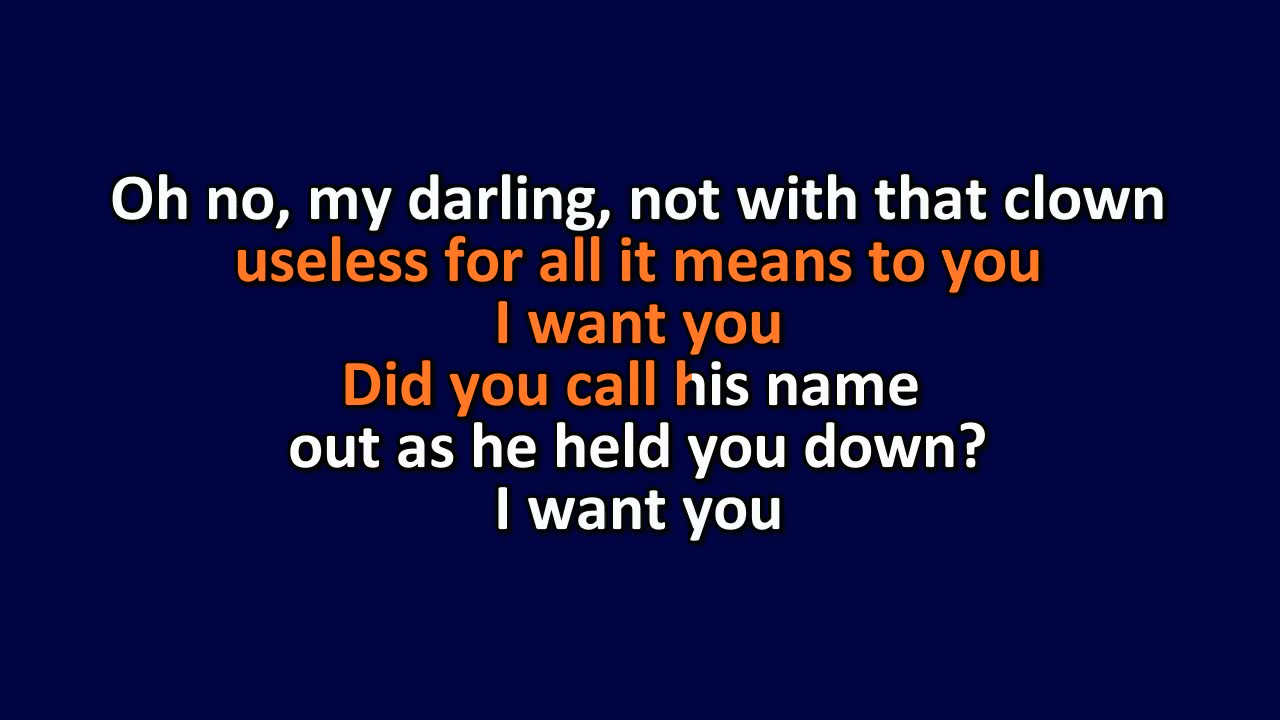 Oh no, my darling, not with that clown
useless for all it means to you
I want you
Did you call his name
out as he held you down?
I want you